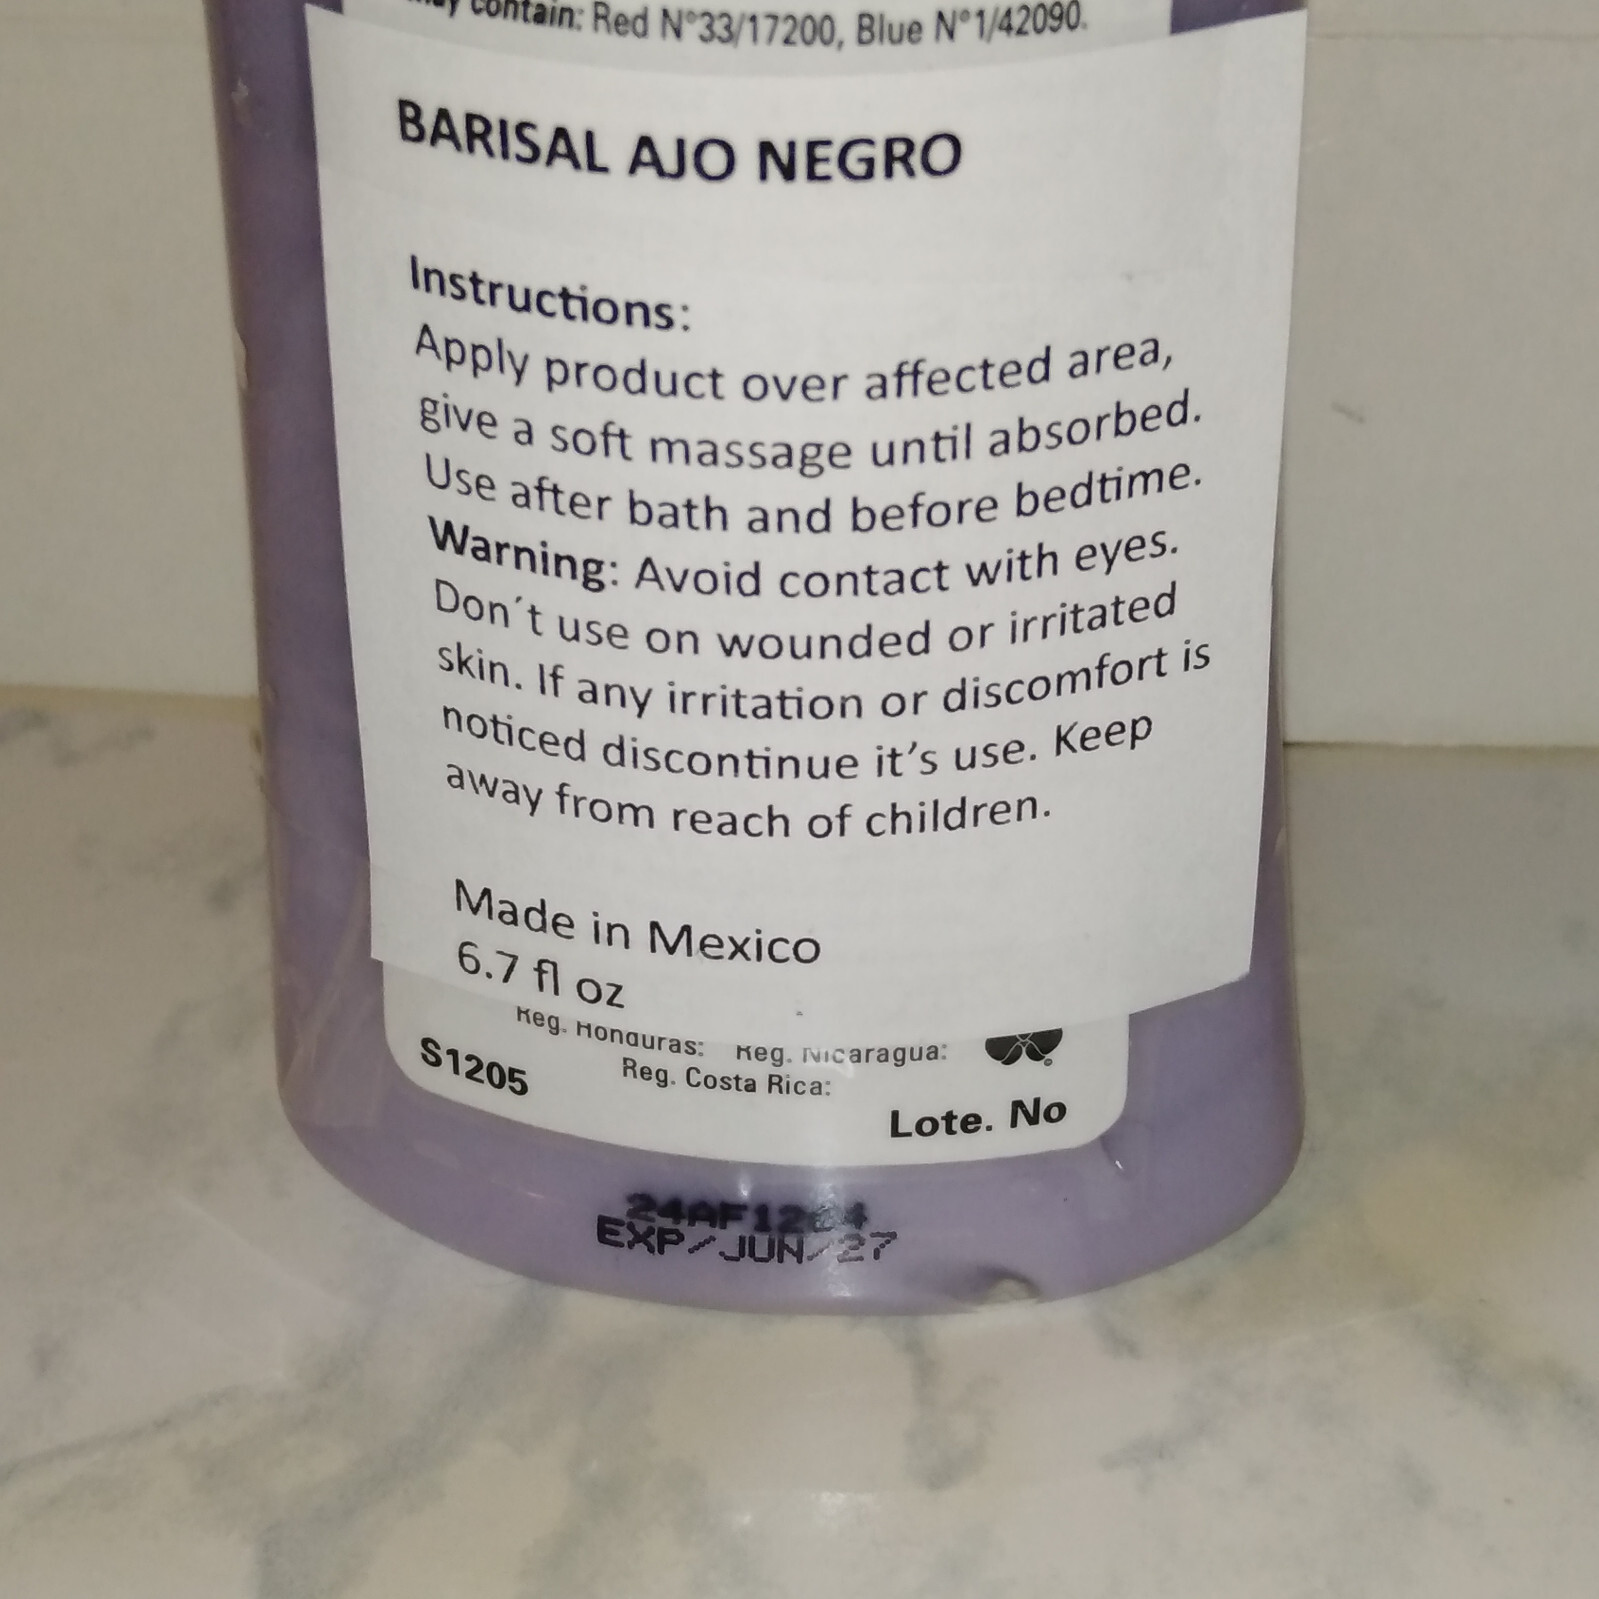 contain: Red N°33/17200, Blue N°1/42090.
BARISAL AJO NEGRO
Instructions:
Apply product over affected area,
give a soft massage until absorbed.
Use after bath and before bedtime.
Warning: Avoid contact with eyes.
Don´t use on wounded or irritated
skin. If any irritation or discomfort is
noticed discontinue it’s use. Keep
away from reach of children.
Made in Mexico
6.7 fl oz
Reg. Honduras: Reg. Nicaragua:
Reg. Costa Rica:
S1205
Lote. No
EXP/JUN/27